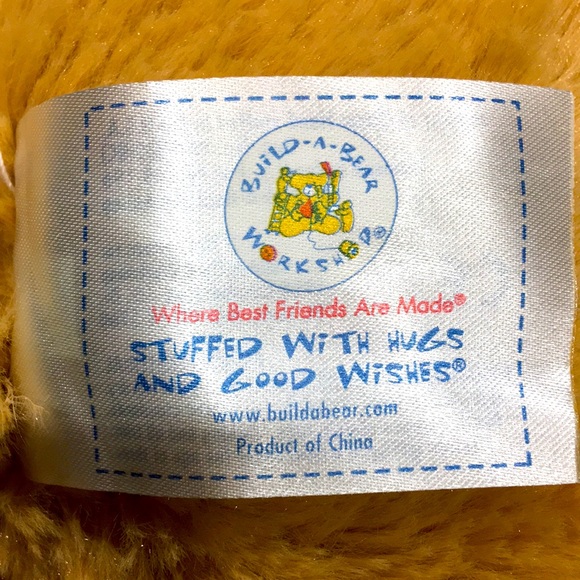 BUILD-A-BEAR
WORKSHOP®
Where Best Friends Are Made®
STUFFED WITH HUGS
AND GOOD WISHES®
www.buildabear.com
Product of China